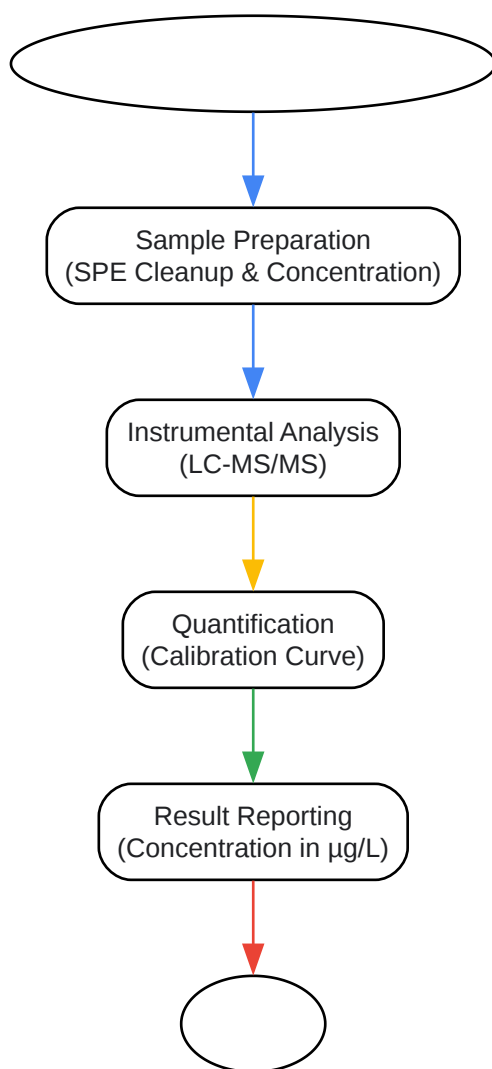 Sample Preparation
(SPE Cleanup & Concentration)
Instrumental Analysis
(LC-MS/MS)
Quantification
(Calibration Curve)
Result Reporting
(Concentration in µg/L)